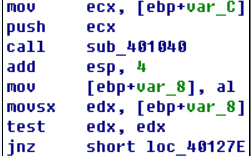 mov ecx, [ebp+var_C]
push ecx
call sub_401040
add esp, 4
mov [ebp+var_8], al
movsx edx, [ebp+var_8]
test edx, edx
jnz short loc_40127E